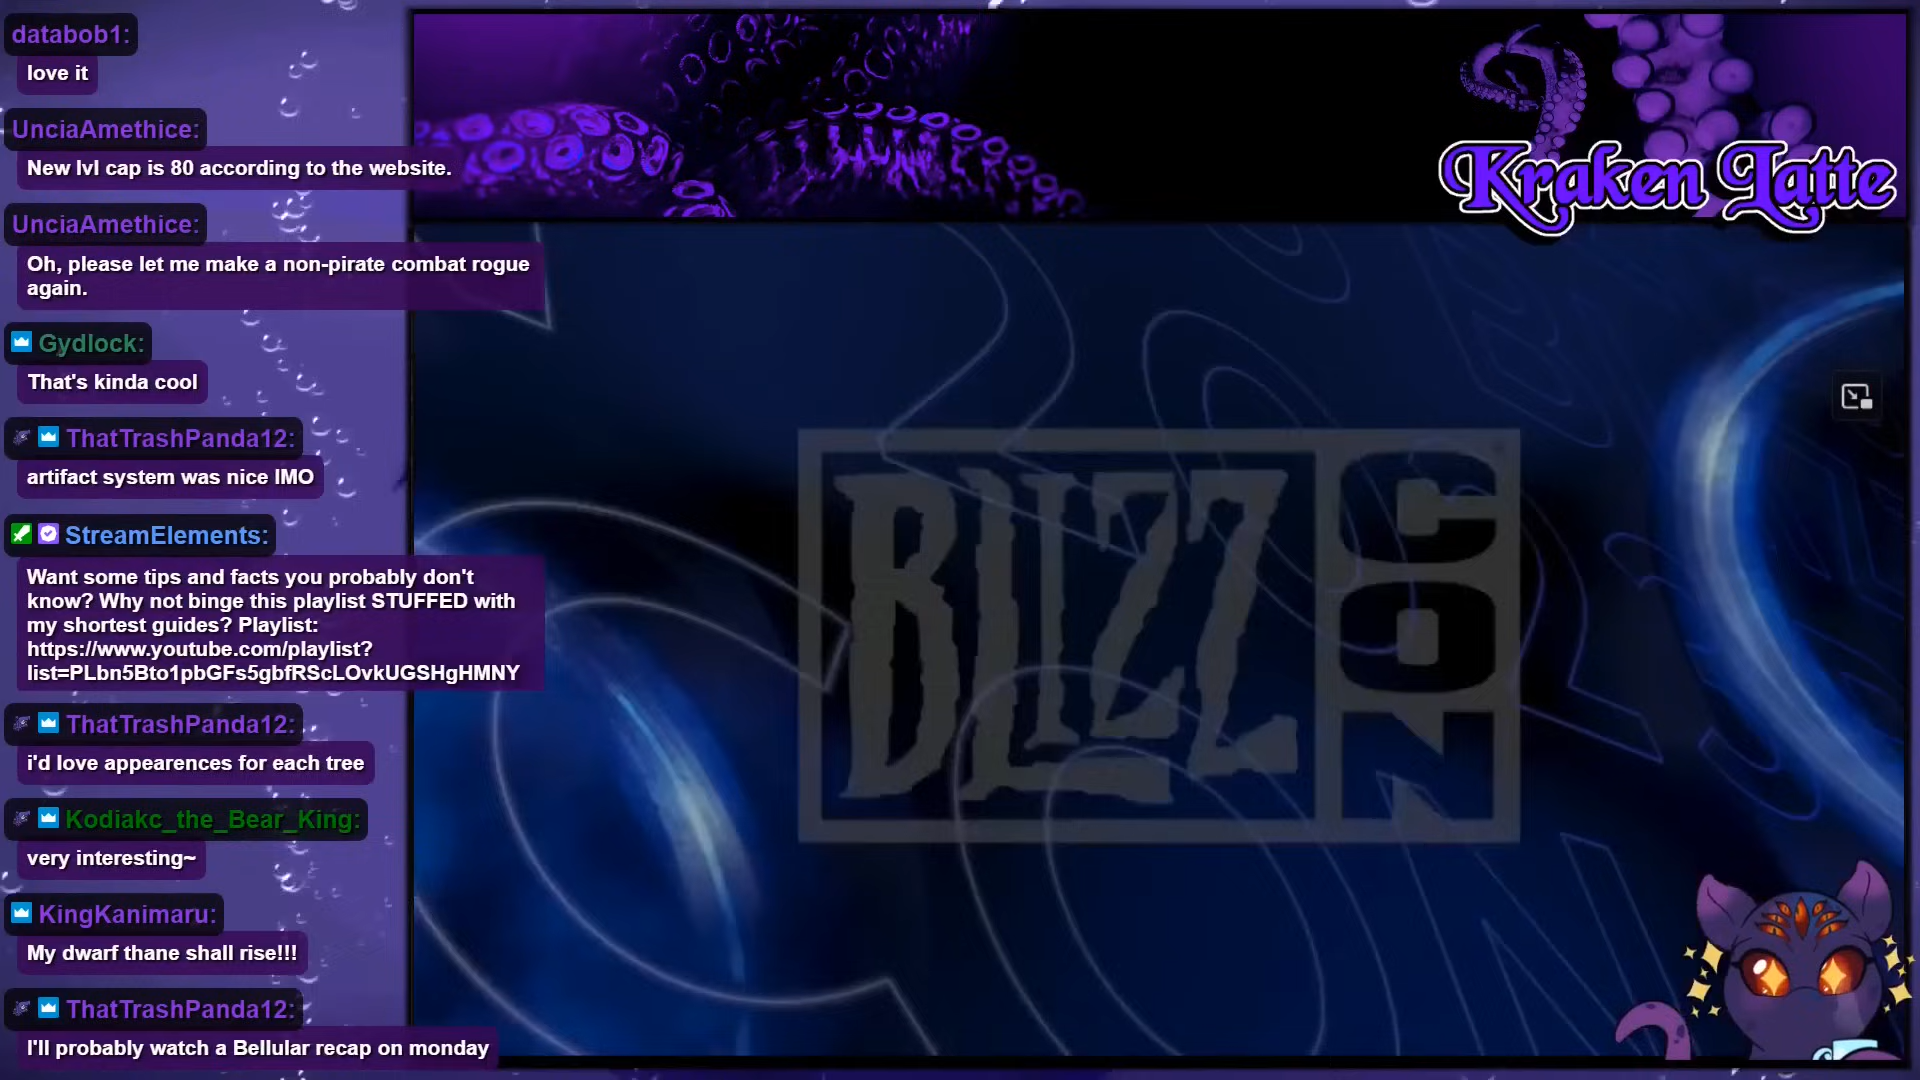 databob1:
love it
UnciaAmethice:
New lvl cap is 80 according to the website.
UnciaAmethice:
Oh, please let me make a non-pirate combat rogue
again.
Gydlock:
That's kinda cool
ThatTrashPanda12:
artifact system was nice IMO
StreamElements:
Want some tips and facts you probably don't
know? Why not binge this playlist STUFFED with
my shortest guides? Playlist:
https://www.youtube.com/playlist?
list=PLbn5Bto1pbGFs5gbfRScLOvkUGSHgHMNY
ThatTrashPanda12:
i'd love appearences for each tree
Kodiakc_the_Bear_King:
very interesting~
KingKanimaru:
My dwarf thane shall rise!!!
ThatTrashPanda12:
I'll probably watch a Bellular recap on monday
Kraken Latte
BLIZZ
CON